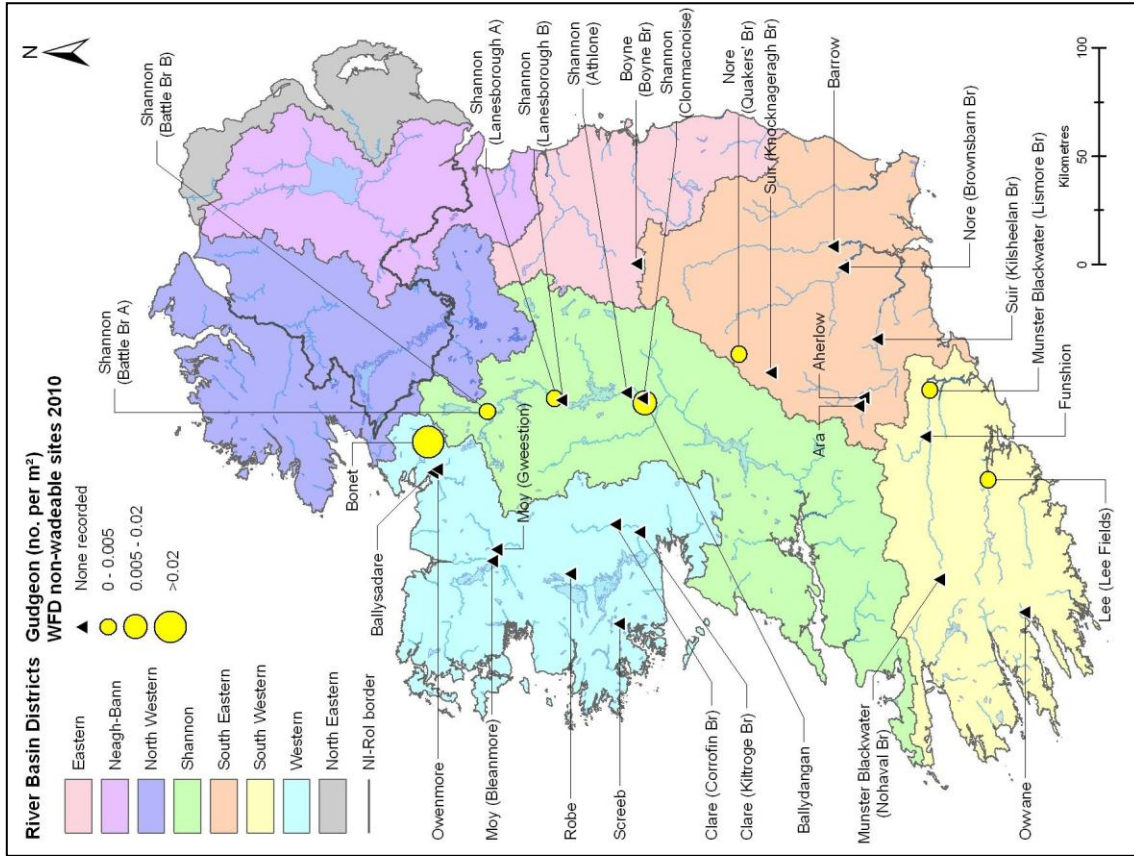 River Basin Districts
Eastern
Neagh-Bann
North Western
Shannon
South Eastern
South Western
Western
North Eastern
NI-RoI border
Gudgeon (no. per m²)
WFD non-wadeable sites 2010
None recorded
0 - 0.005
0.005 - 0.02
>0.02
N
Shannon
(Battle Br A)
Shannon
(Battle Br B)
Bonet
Ballysadare
Owenmore
Moy (Gweestion)
Moy
(Bleanmore)
Robe
Screeb
Clare (Corrofin Br)
Clare (Kiltroge Br)
Ballydangan
Munster Blackwater
(Nohaval Br)
Owvane
Shannon
(Lanesborough A)
Shannon
(Lanesborough B)
Shannon
(Athlone)
Boyne
(Boyne Br)
Shannon
(Clonmacnoise)
Nore
(Quakers' Br)
Suir (Knocknageragh Br)
Barrow
Nore (Brownsbarn Br)
Aherlow
Ara
Suir (Kilsheelan Br)
Munster Blackwater (Lismore Br)
Funshion
Lee (Lee Fields)
0
50
100
Kilometres